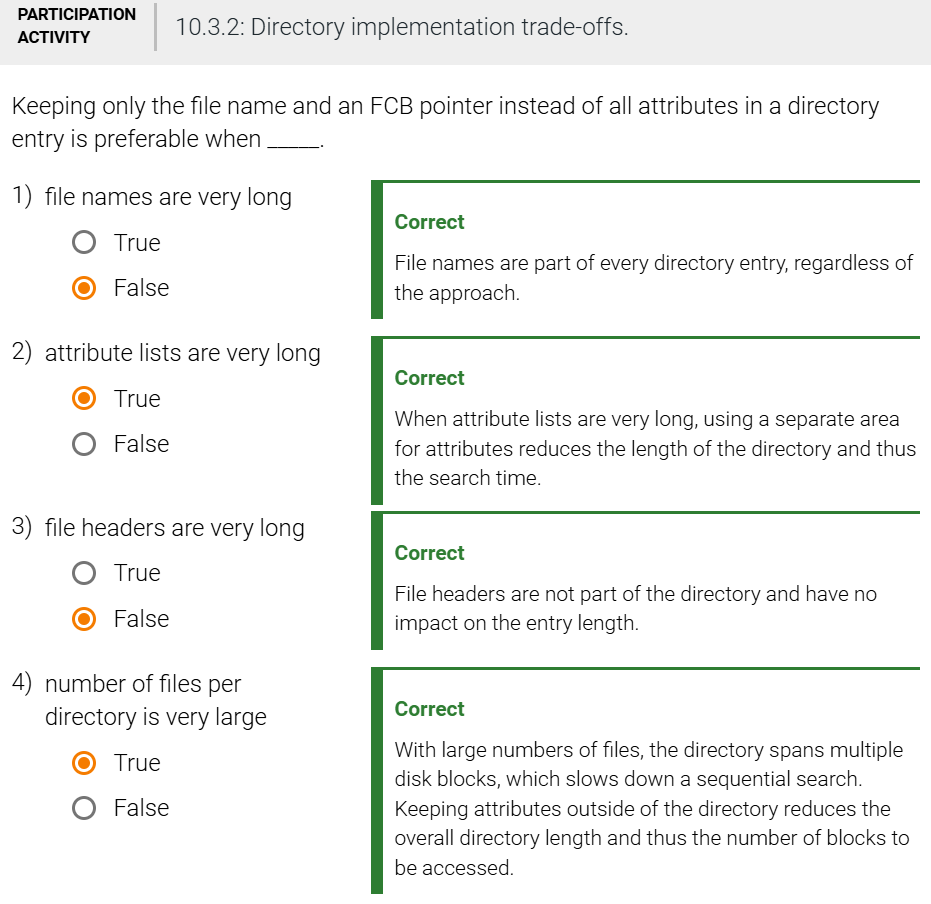 PARTICIPATION
ACTIVITY
10.3.2: Directory implementation trade-offs.
Keeping only the file name and an FCB pointer instead of all attributes in a directory
entry is preferable when _____.
1) file names are very long
True
False
Correct
File names are part of every directory entry, regardless of
the approach.
2) attribute lists are very long
True
False
Correct
When attribute lists are very long, using a separate area
for attributes reduces the length of the directory and thus
the search time.
3) file headers are very long
True
False
Correct
File headers are not part of the directory and have no
impact on the entry length.
4) number of files per
directory is very large
True
False
Correct
With large numbers of files, the directory spans multiple
disk blocks, which slows down a sequential search.
Keeping attributes outside of the directory reduces the
overall directory length and thus the number of blocks to
be accessed.